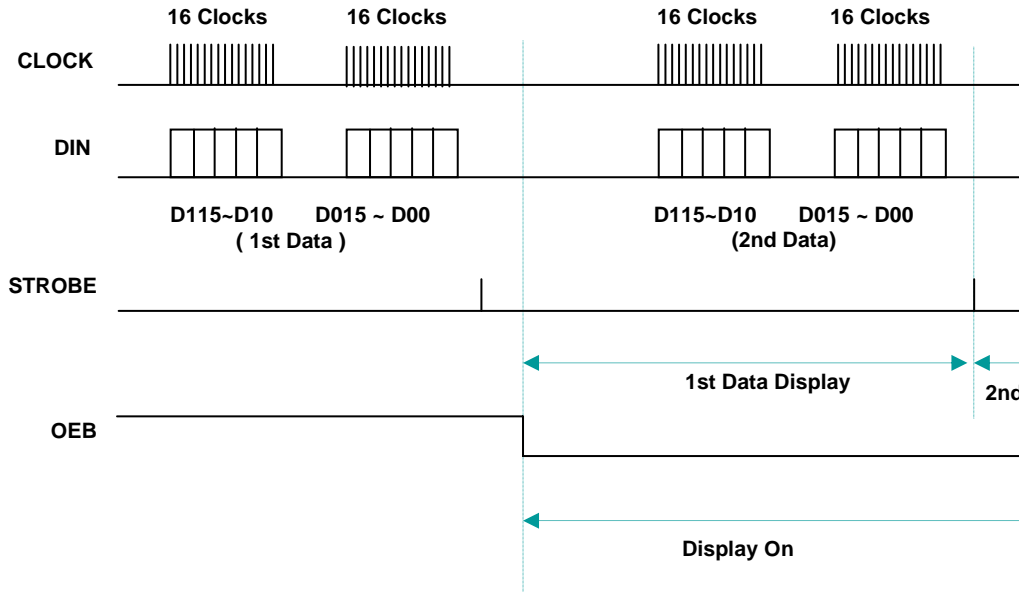 16 Clocks 16 Clocks 16 Clocks 16 Clocks
CLOCK
DIN
D115~D10 D015 ~ D00 D115~D10 D015 ~ D00
( 1st Data ) (2nd Data)
STROBE
1st Data Display
2nd
OEB
Display On